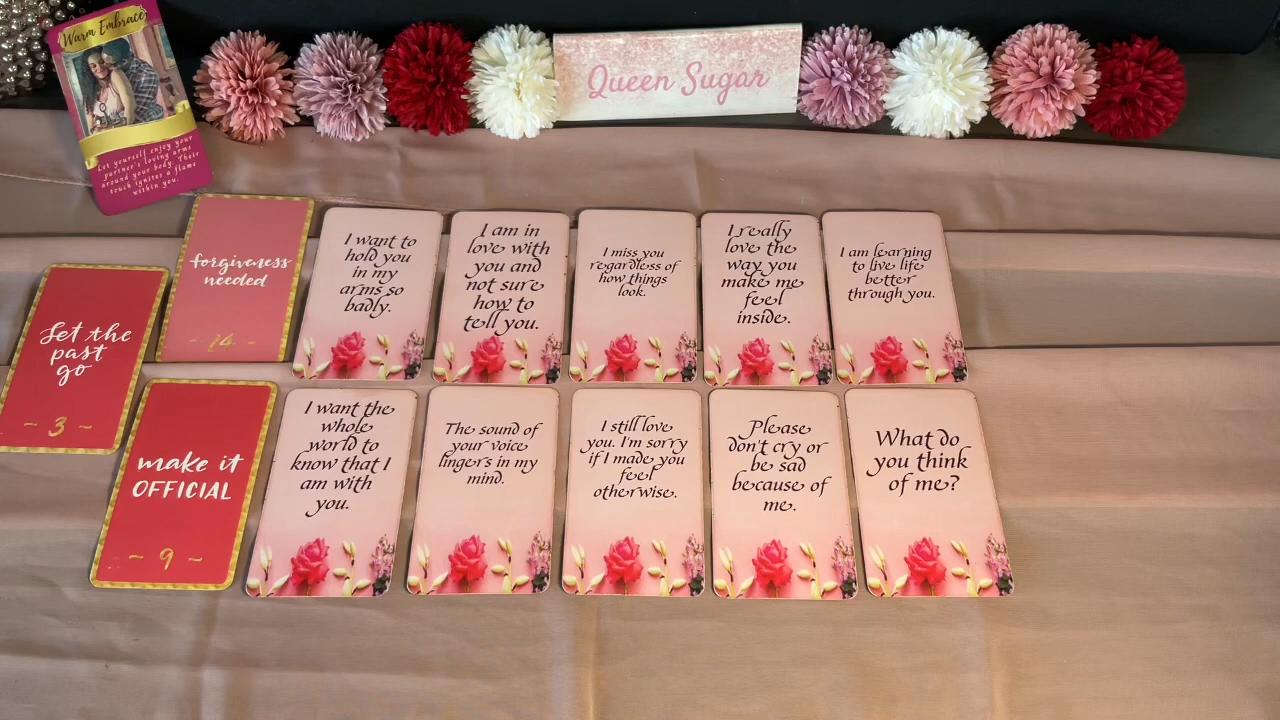 Warm Embrace
Let yourself enjoy your
partner's loving arms
around your body. Their
touch ignites a flame
within you.
Queen Sugar
forgiveness
needed
~ 14 ~
I want to
hold you
in my
arms so
badly.
I am in
love with
you and
not sure
how to
tell you.
I miss you
regardless of
how things
look.
I really
love the
way you
make me
feel
inside.
I am learning
to live life
better
through you.
Let the
past
go
~ 3 ~
make it
OFFICIAL
~ 9 ~
I want the
whole
world to
know that I
am with
you.
The sound of
your voice
lingers in my
mind.
I still love
you. I'm sorry
if I made you
feel
otherwise.
Please
don't cry or
be sad
because of
me.
What do
you think
of me?